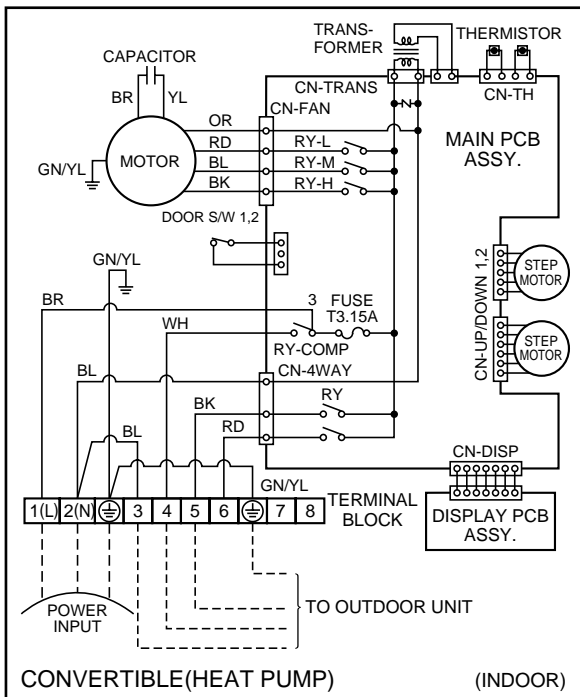 TRANS-
FORMER
THERMISTOR
CAPACITOR
BR YL
CN-TRANS
CN-TH
CN-FAN
Z
OR
RD RY-L
BL RY-M
BK RY-H
MOTOR
GN/YL
MAIN PCB
ASSY.
DOOR S/W 1,2
GN/YL
CN-UP/DOWN 1,2
STEP
MOTOR
STEP
MOTOR
BR
3 FUSE
T3.15A
WH
RY-COMP
CN-4WAY
BL
BK RY
BL RD
CN-DISP
GN/YL
1(L) 2(N) 3 4 5 6 7 8
TERMINAL
BLOCK
DISPLAY PCB
ASSY.
POWER
INPUT
TO OUTDOOR UNIT
CONVERTIBLE(HEAT PUMP) (INDOOR)